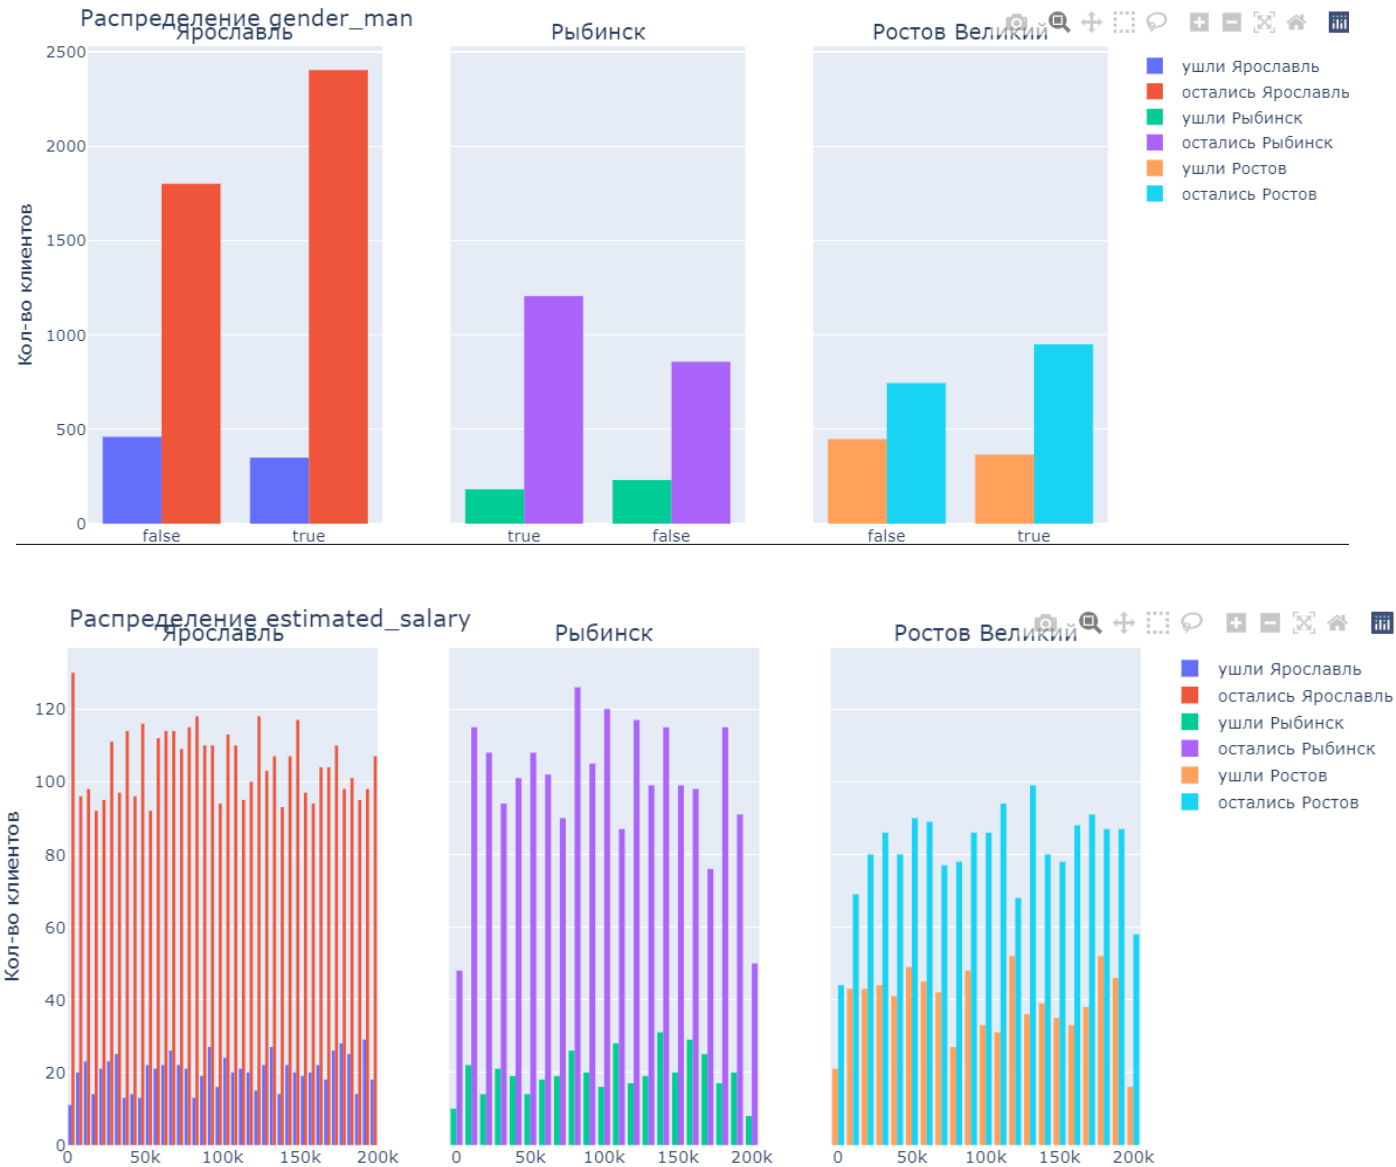 Распределение gender_man
Ярославль
Рыбинск
Ростов Великий
2500
2000
1500
1000
500
0
Кол-во клиентов
false
true
true
false
false
true
ушли Ярославль
остались Ярославль
ушли Рыбинск
остались Рыбинск
ушли Ростов
остались Ростов
Распределение estimated_salary
Ярославль
Рыбинск
Ростов Великий
120
100
80
60
40
20
0
Кол-во клиентов
0 50k 100k 150k 200k
0 50k 100k 150k 200k
0 50k 100k 150k 200k
ушли Ярославль
остались Ярославль
ушли Рыбинск
остались Рыбинск
ушли Ростов
остались Ростов